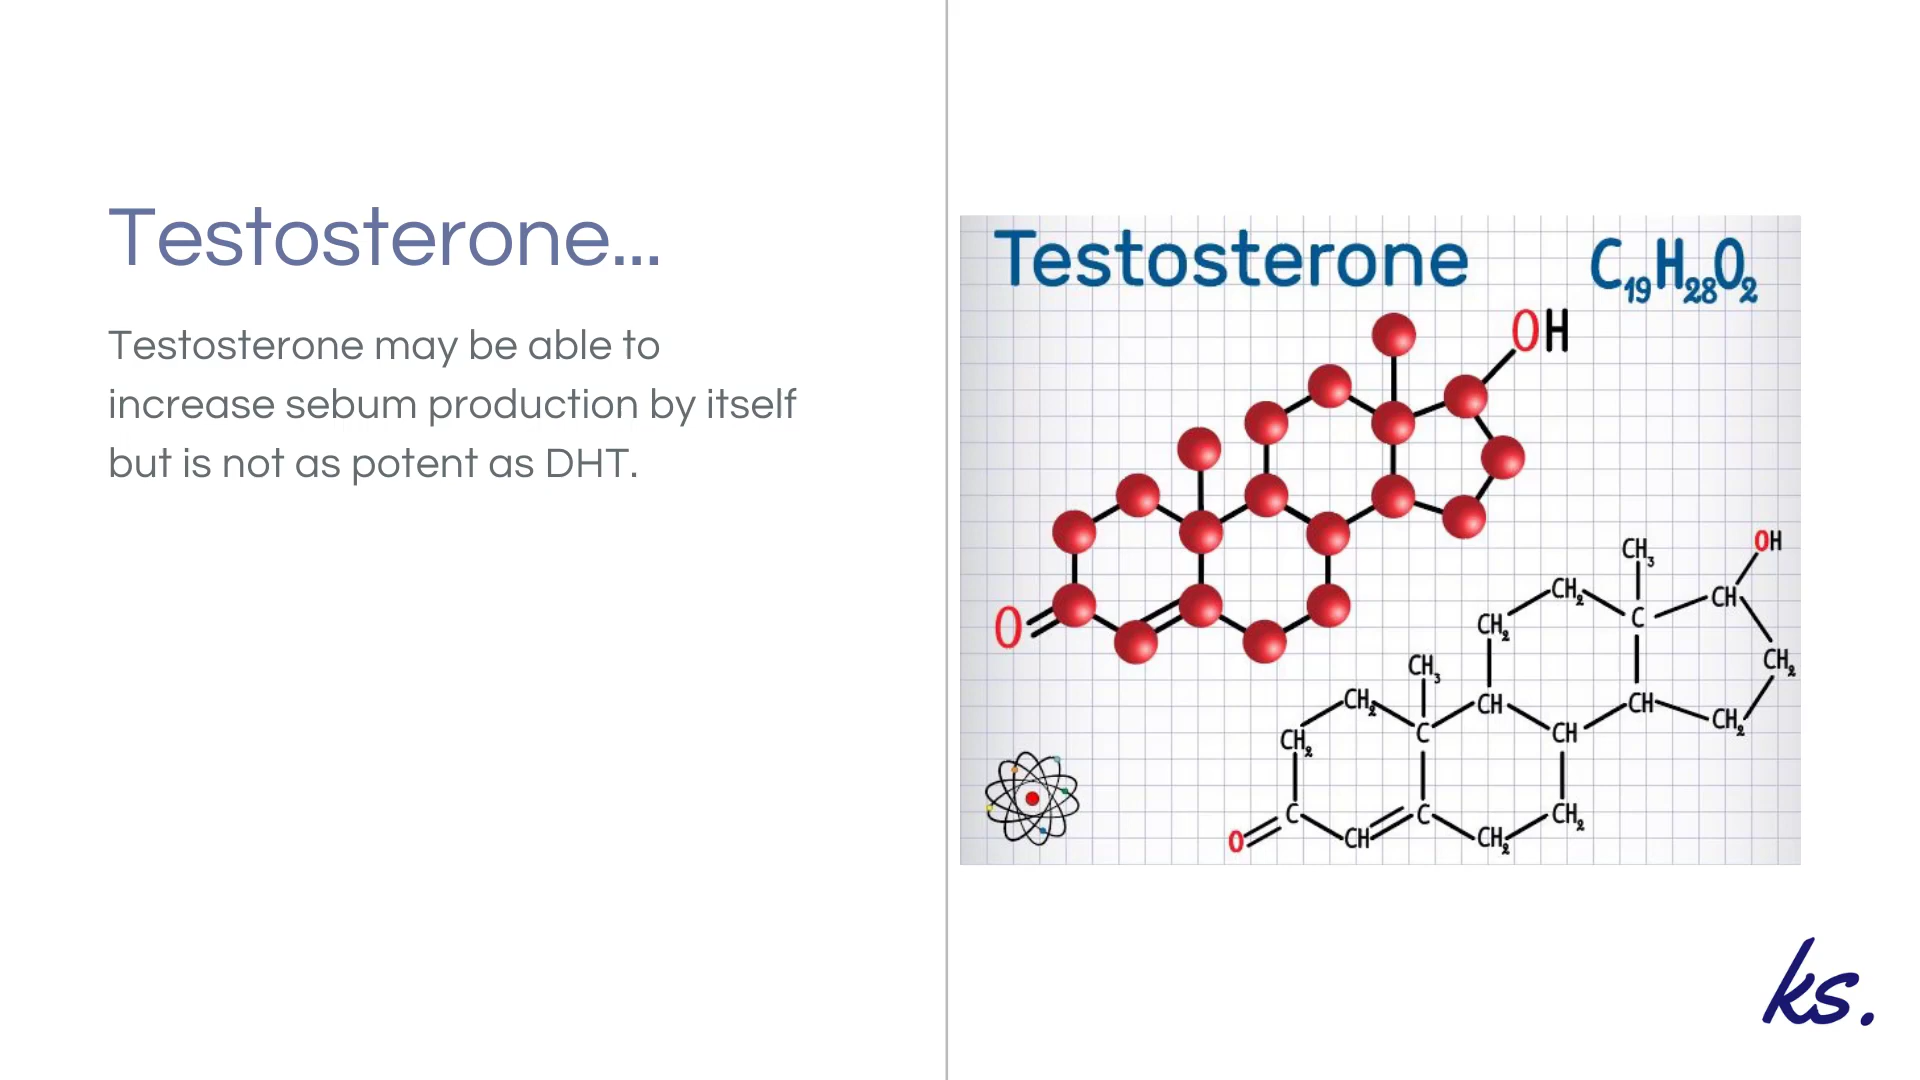 Testosterone...
Testosterone may be able to
increase sebum production by itself
but is not as potent as DHT.
Testosterone
C₁₉H₂₈O₂
OH
O
CH₃
OH
CH₂
CH
CH₂
C
CH₃
CH₂
CH₂
CH
C
CH
CH₂
CH
CH₂
CH₂
C
C
CH₂
O
CH
CH₂
ks.